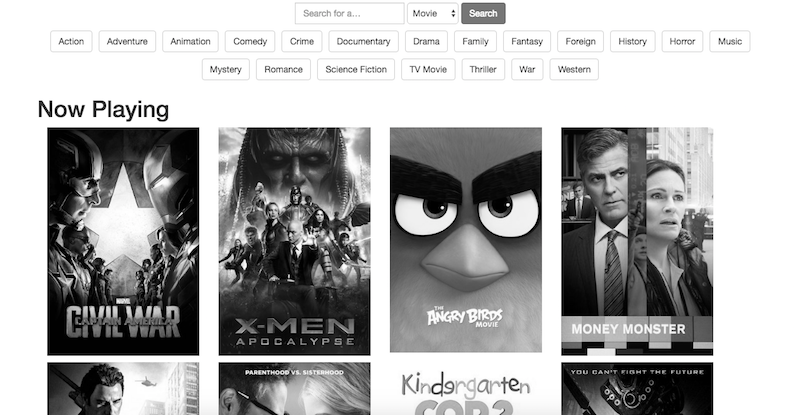 Search for a... Movie Search
Action Adventure Animation Comedy Crime Documentary Drama Family Fantasy Foreign History Horror Music
Mystery Romance Science Fiction TV Movie Thriller War Western
Now Playing
MARVEL
CAPTAIN AMERICA
CIVIL WAR
X-MEN
APOCALYPSE
THE
ANGRY BIRDS
MOVIE
MONEY MONSTER
PARENTHOOD VS. SISTERHOOD
Kindergarten
COP 2
YOU CAN'T FIGHT THE FUTURE